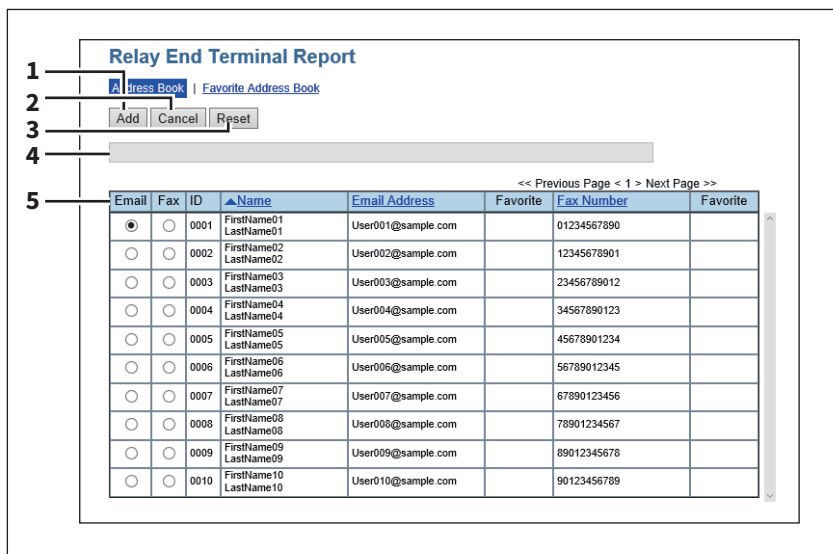 Relay End Terminal Report
1
Address Book | Favorite Address Book
2
Add Cancel Reset
3
4
<< Previous Page < 1 > Next Page >>
5
Email Fax ID Name Email Address Favorite Fax Number Favorite
0001 FirstName01 User001@sample.com 01234567890
LastName01
0002 FirstName02 User002@sample.com 12345678901
LastName02
0003 FirstName03 User003@sample.com 23456789012
LastName03
0004 FirstName04 User004@sample.com 34567890123
LastName04
0005 FirstName05 User005@sample.com 45678901234
LastName05
0006 FirstName06 User006@sample.com 56789012345
LastName06
0007 FirstName07 User007@sample.com 67890123456
LastName07
0008 FirstName08 User008@sample.com 78901234567
LastName08
0009 FirstName09 User009@sample.com 89012345678
LastName09
0010 FirstName10 User010@sample.com 90123456789
LastName10